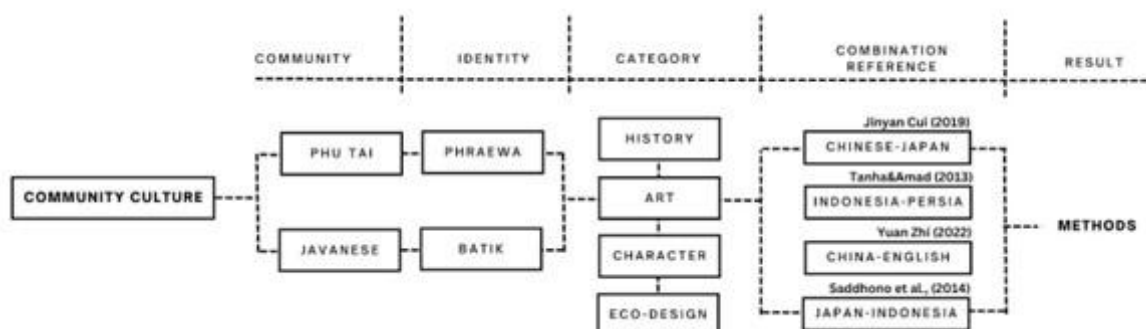 COMMUNITY
IDENTITY
CATEGORY
COMBINATION
REFERENCE
RESULT
COMMUNITY CULTURE
PHU TAI
PHRAEWA
JAVANESE
BATIK
HISTORY
ART
CHARACTER
ECO-DESIGN
Jinyan Cui (2019)
CHINESE-JAPAN
Tanha&Amad (2013)
INDONESIA-PERSIA
Yuan Zhi (2022)
CHINA-ENGLISH
Saddhono et al., (2014)
JAPAN-INDONESIA
METHODS